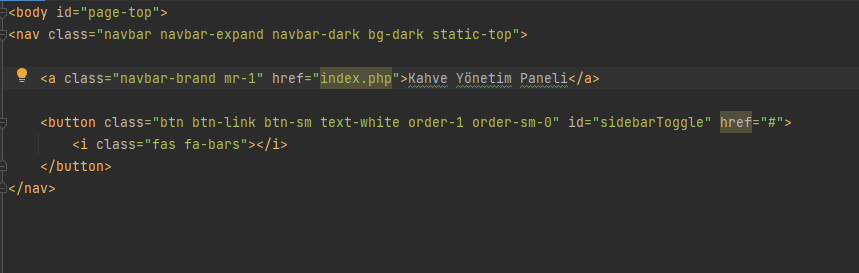 <body id="page-top">
<nav class="navbar navbar-expand navbar-dark bg-dark static-top">
<a class="navbar-brand mr-1" href="index.php">Kahve Yönetim Paneli</a>
<button class="btn btn-link btn-sm text-white order-1 order-sm-0" id="sidebarToggle" href="#">
<i class="fas fa-bars"></i>
</button>
</nav>